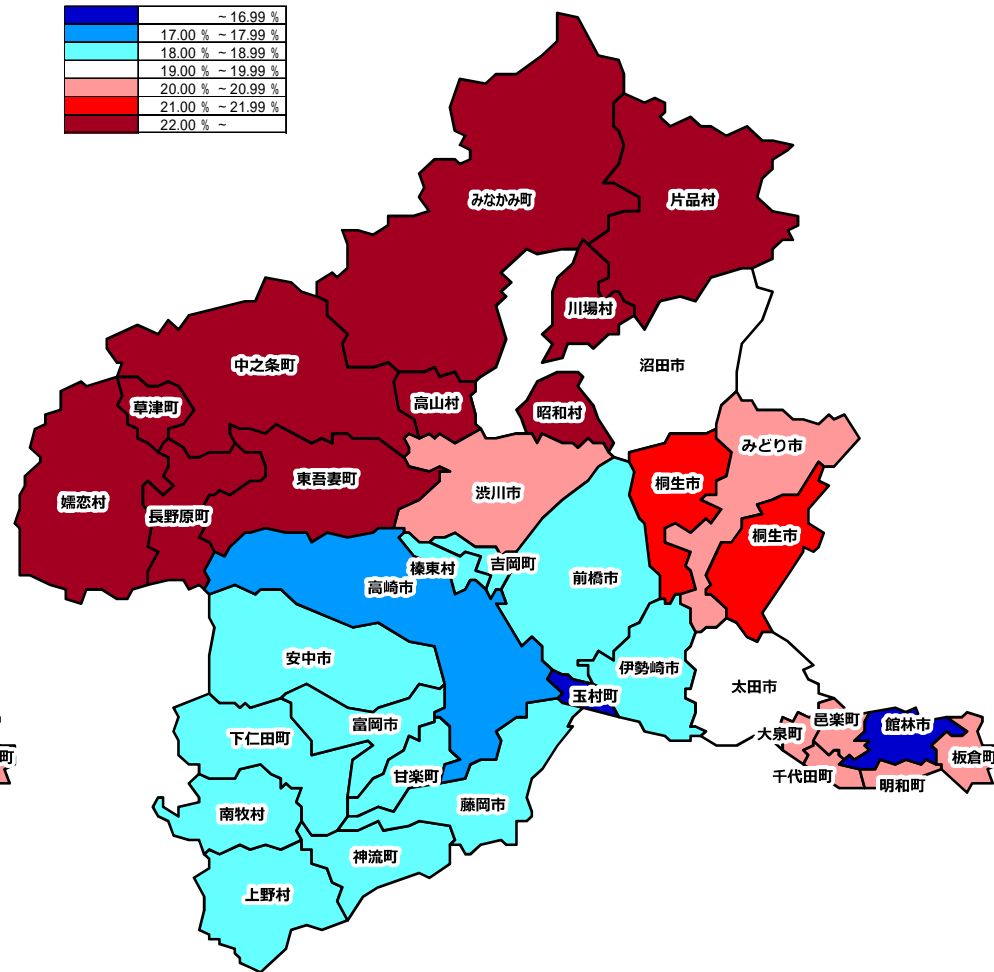 ~ 16.99 %
17.00 % ~ 17.99 %
18.00 % ~ 18.99 %
19.00 % ~ 19.99 %
20.00 % ~ 20.99 %
21.00 % ~ 21.99 %
22.00 % ~
みなかみ町
片品村
川場村
沼田市
中之条町
草津町
高山村
昭和村
みどり市
東吾妻町
桐生市
渋川市
嬬恋村
長野原町
桐生市
吉岡町
榛東村
前橋市
高崎市
安中市
伊勢崎市
太田市
玉村町
富岡市
邑楽町
館林市
下仁田町
大泉町
町
板倉町
甘楽町
千代田町
明和町
藤岡市
南牧村
神流町
上野村